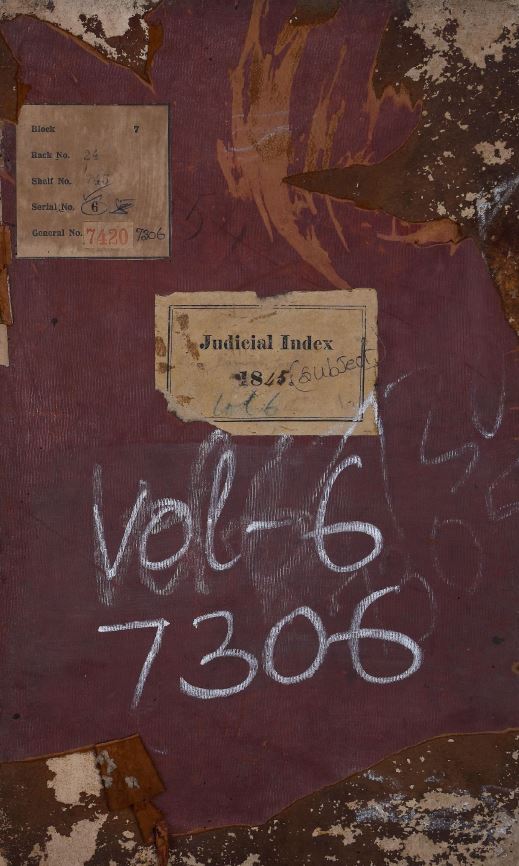 Block 7
Rack No. 24
Shelf No. 745
Serial No. 6
General No. 7420 7306
Judicial Index
1845 (Subject)
Vol 6
Vol-6
7306